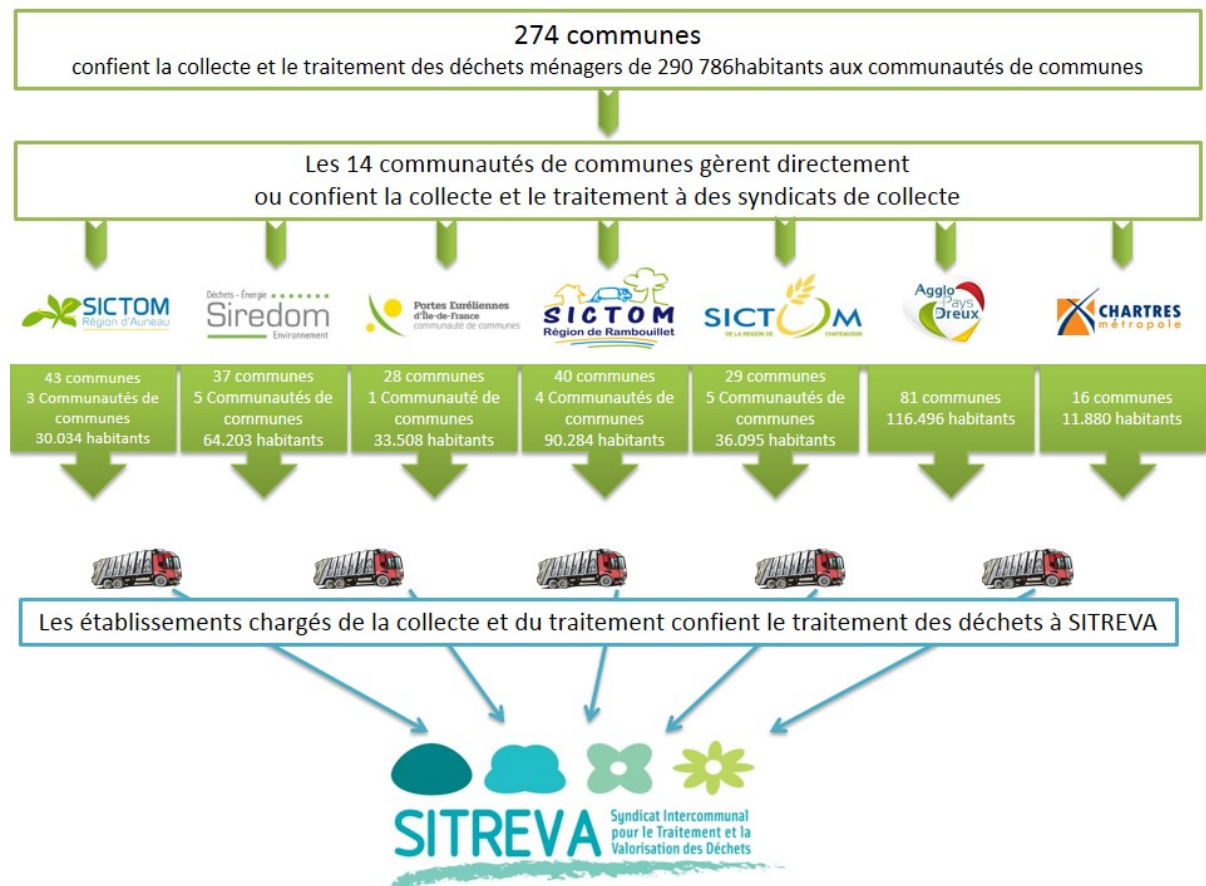 274 communes
confient la collecte et le traitement des déchets ménagers de 290 786habitants aux communautés de communes
Les 14 communautés de communes gèrent directement
ou confient la collecte et le traitement à des syndicats de collecte
SICTOM
Région d'Auneau
Déchets - Énergie
Siredom
Environnement
Portes Euréliennes
d'Île-de-France
communauté de communes
SICTOM
Région de Rambouillet
SICTOM
DE LA REGION DE CHATEAUDUN
Agglo
Pays
Dreux
CHARTRES
métropole
43 communes
3 Communautés de
communes
30.034 habitants
37 communes
5 Communautés de
communes
64.203 habitants
28 communes
1 Communauté de
communes
33.508 habitants
40 communes
4 Communautés de
communes
90.284 habitants
29 communes
5 Communautés de
communes
36.095 habitants
81 communes
116.496 habitants
16 communes
11.880 habitants
Les établissements chargés de la collecte et du traitement confient le traitement des déchets à SITREVA
SITREVA
Syndicat Intercommunal
pour le Traitement et la
Valorisation des Déchets